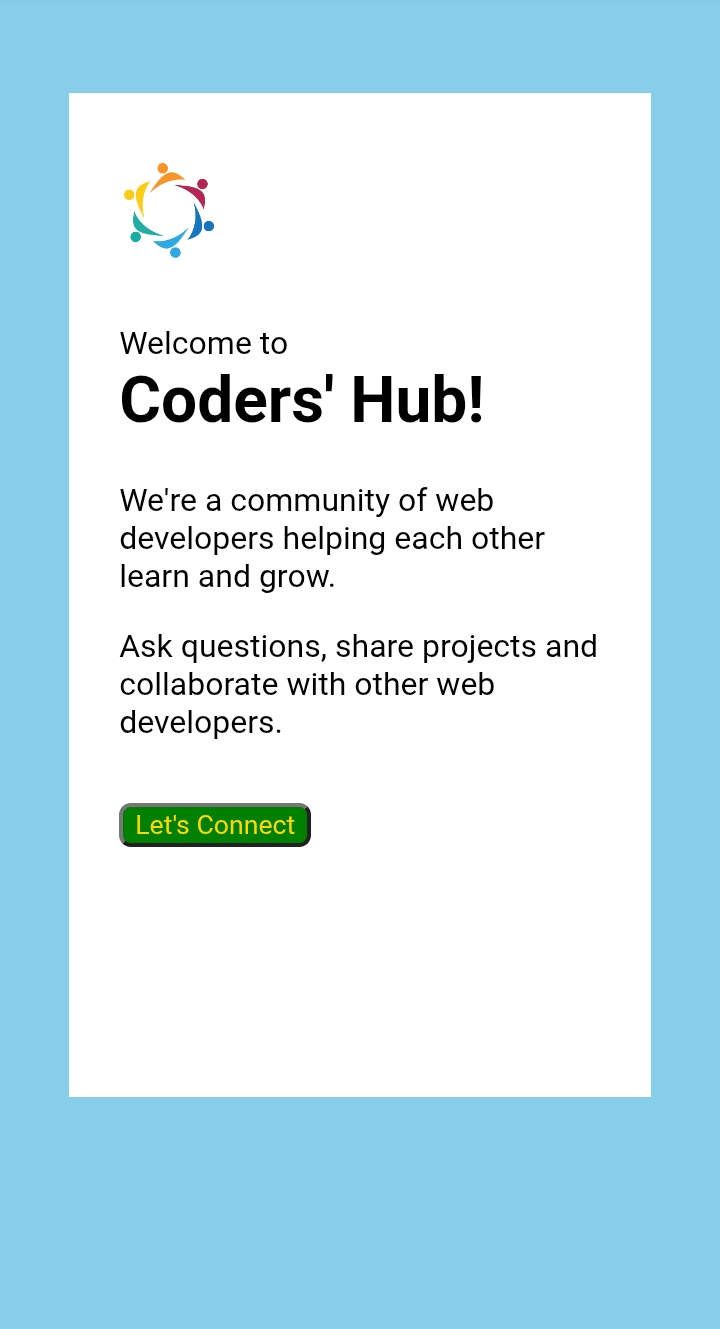 Welcome to
Coders' Hub!
We're a community of web
developers helping each other
learn and grow.
Ask questions, share projects and
collaborate with other web
developers.
Let's Connect